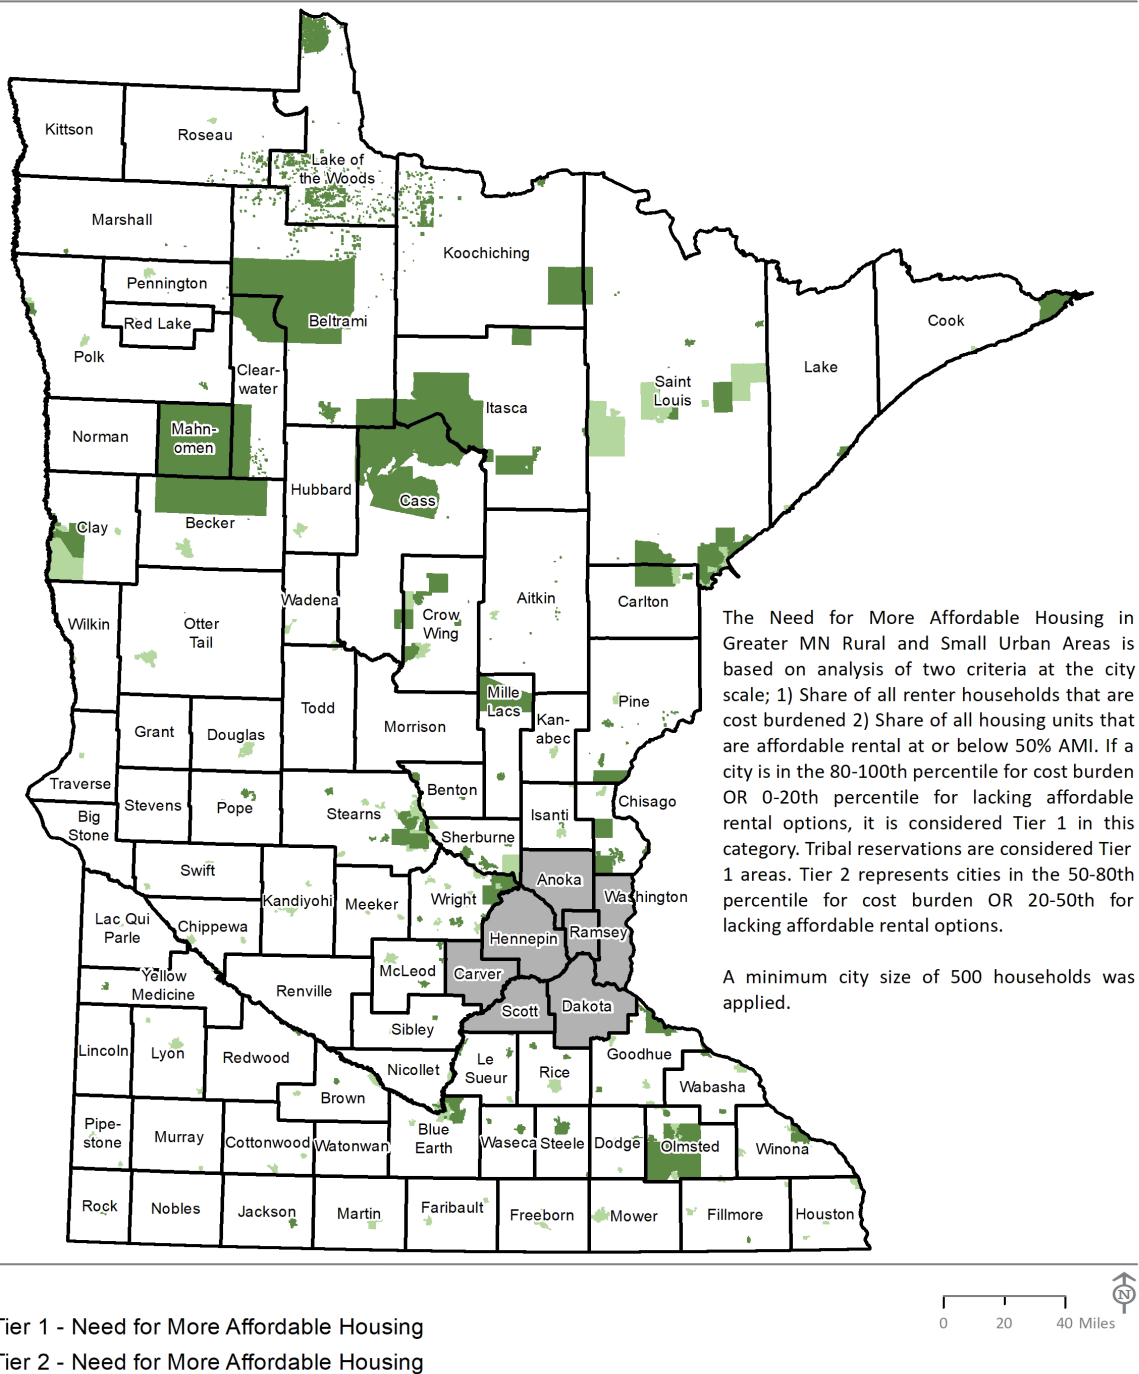 Kittson
Roseau
Lake of
the Woods
Marshall
Koochiching
Pennington
Red Lake
Beltrami
Cook
Polk
Clear-
water
Lake
Saint
Louis
Itasca
Norman
Mahn-
omen
Hubbard
Cass
Clay
Becker
Wadena
Aitkin
Carlton
Crow
Wing
Wilkin
Otter
Tail
The Need for More Affordable Housing in
Greater MN Rural and Small Urban Areas is
based on analysis of two criteria at the city
scale; 1) Share of all renter households that are
cost burdened 2) Share of all housing units that
are affordable rental at or below 50% AMI. If a
city is in the 80-100th percentile for cost burden
OR 0-20th percentile for lacking affordable
rental options, it is considered Tier 1 in this
category. Tribal reservations are considered Tier
1 areas. Tier 2 represents cities in the 50-80th
percentile for cost burden OR 20-50th for
lacking affordable rental options.
A minimum city size of 500 households was
applied.
Mille
Lacs
Kan-
abec
Pine
Todd
Morrison
Grant
Douglas
Traverse
Stevens
Pope
Stearns
Benton
Isanti
Chisago
Big
Stone
Sherburne
Swift
Kandiyohi
Meeker
Wright
Anoka
Washington
Lac Qui
Parle
Chippewa
Hennepin
Ramsey
McLeod
Carver
Yellow
Medicine
Renville
Scott
Dakota
Sibley
Lincoln
Lyon
Redwood
Nicollet
Le
Sueur
Rice
Goodhue
Wabasha
Brown
Pipe-
stone
Murray
Cottonwood
Watonwan
Blue
Earth
Waseca
Steele
Dodge
Olmsted
Winona
Rock
Nobles
Jackson
Martin
Faribault
Freeborn
Mower
Fillmore
Houston
N
0 20 40 Miles
Tier 1 - Need for More Affordable Housing
Tier 2 - Need for More Affordable Housing